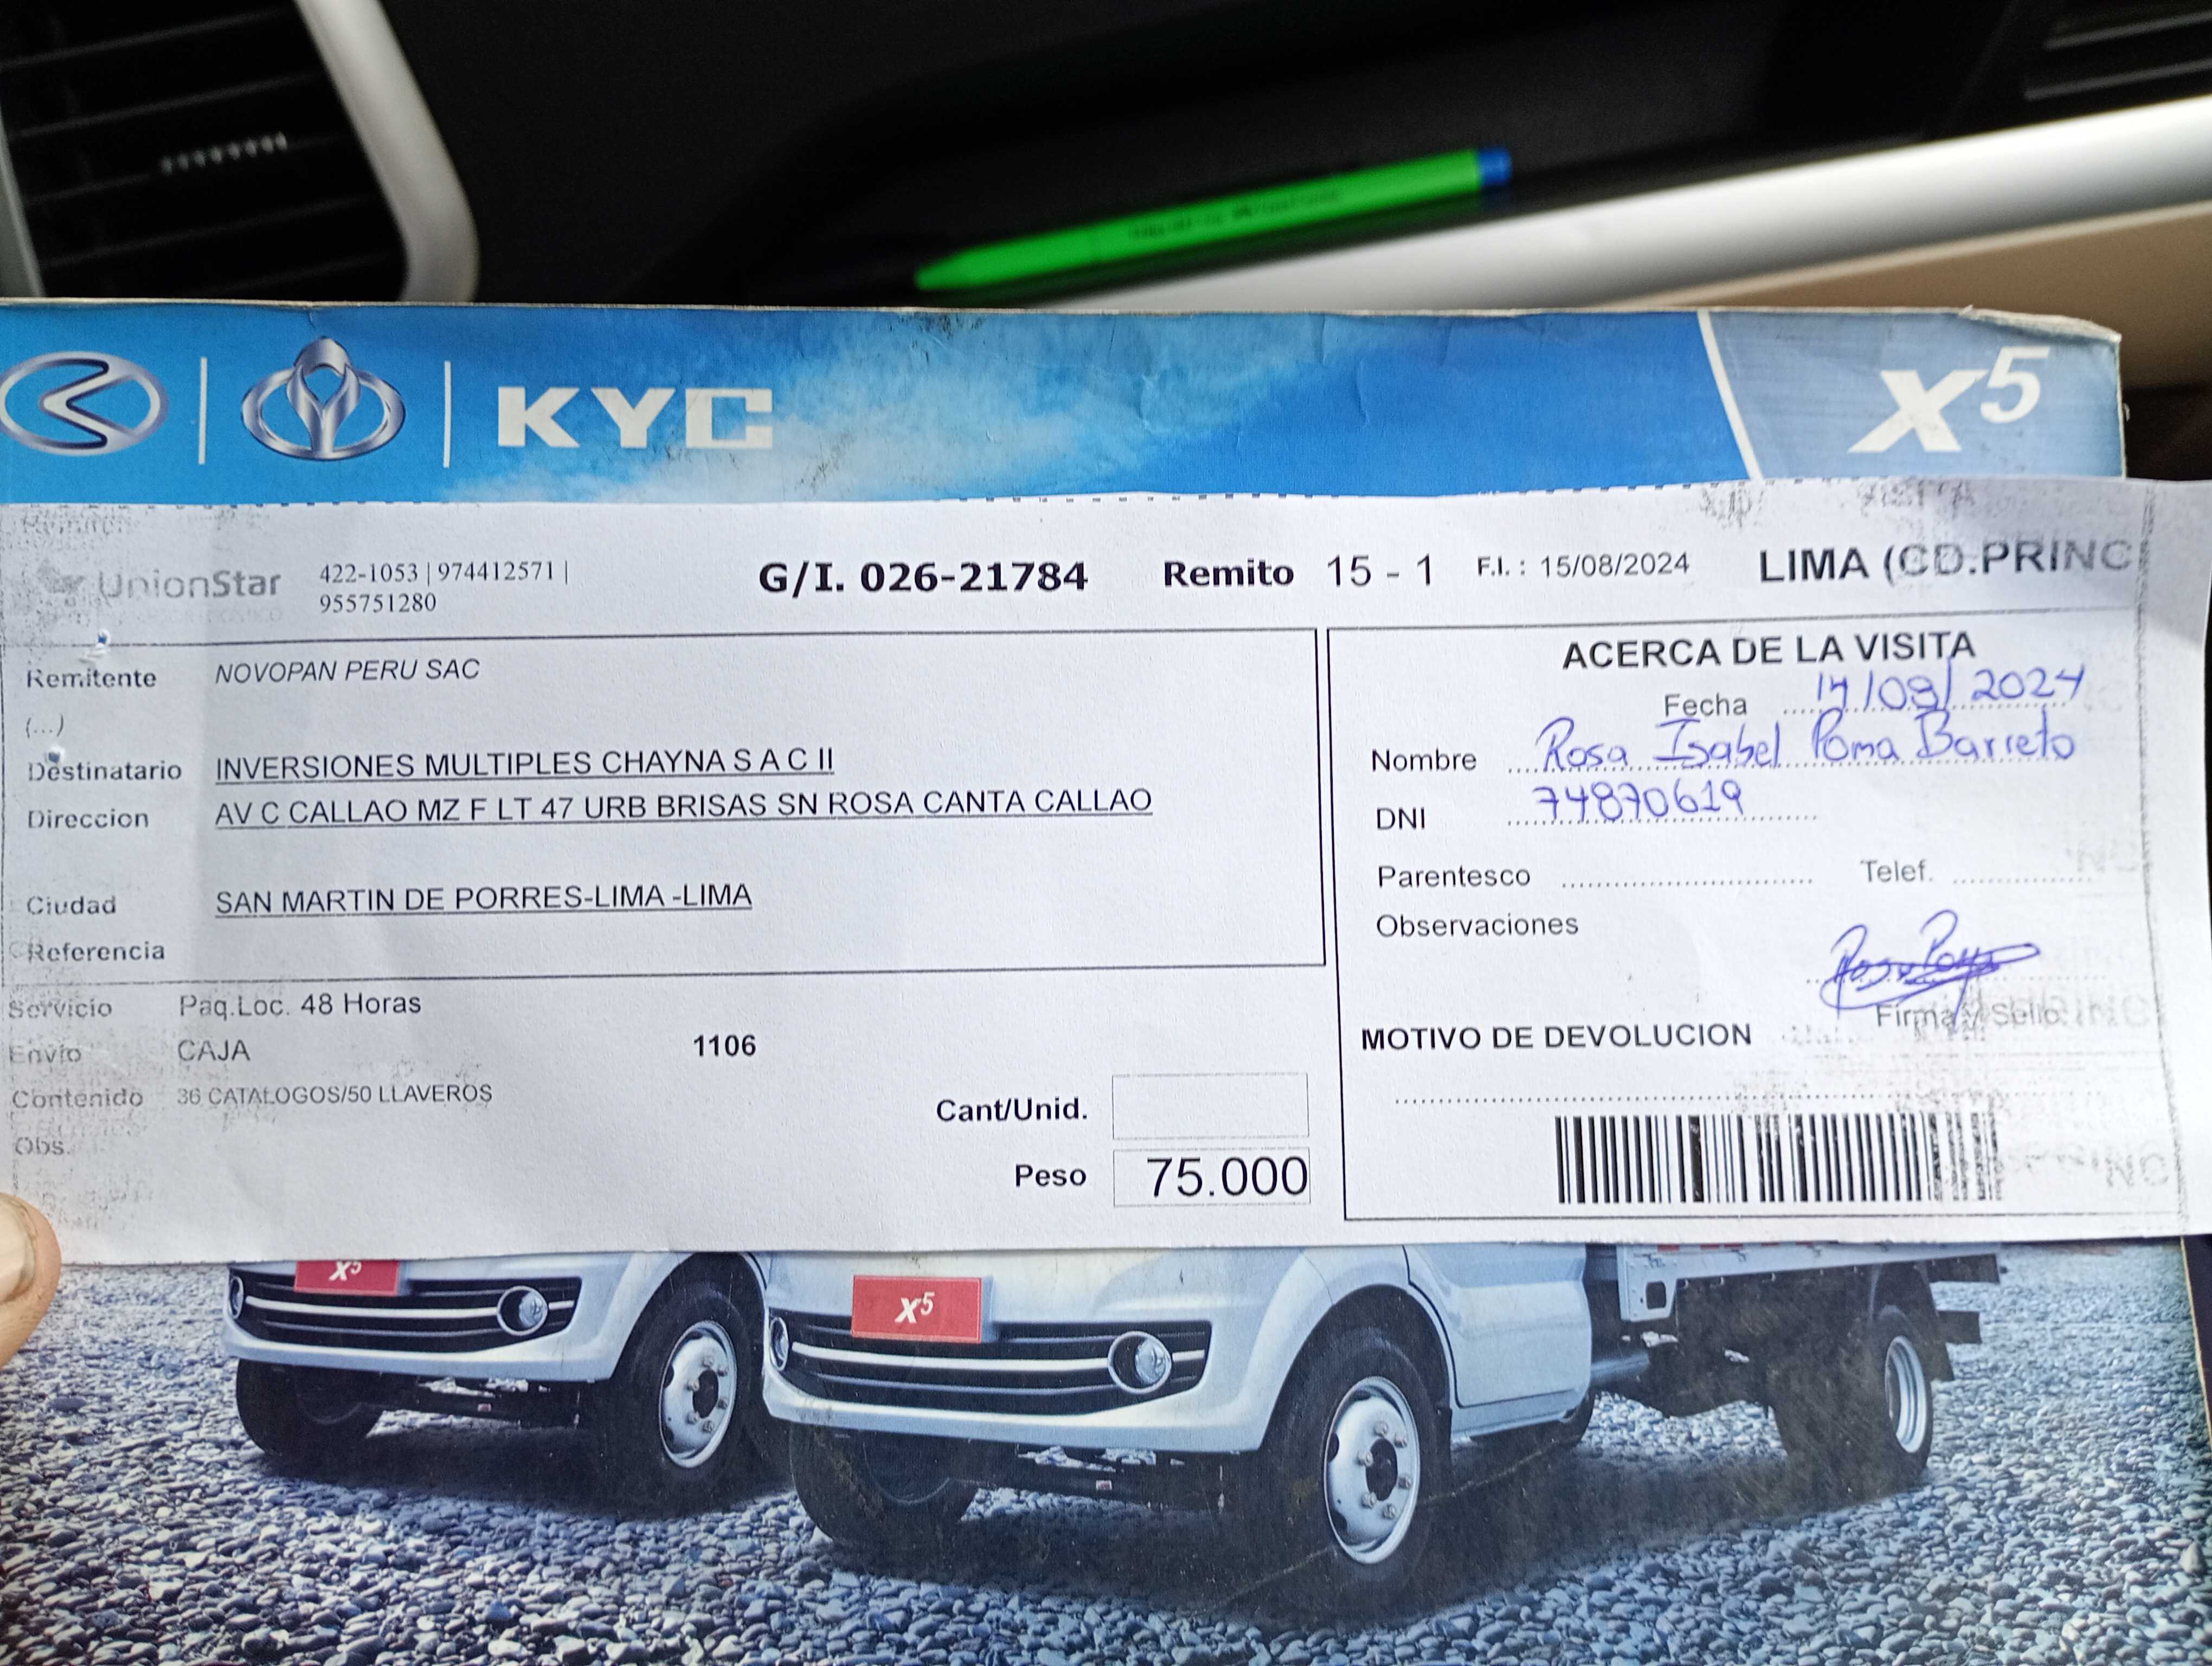 KYC
X5
UnionStar 422-1053 | 974412571 |
955751280
G/I. 026-21784 Remito 15 - 1 F.I. : 15/08/2024 LIMA (CD.PRINC
Remitente NOVOPAN PERU SAC
(...)
Destinatario INVERSIONES MULTIPLES CHAYNA S A C II
Direccion AV C CALLAO MZ F LT 47 URB BRISAS SN ROSA CANTA CALLAO
Ciudad SAN MARTIN DE PORRES-LIMA -LIMA
Referencia
Servicio Paq.Loc. 48 Horas
Envio CAJA 1106
Contenido 36 CATALOGOS/50 LLAVEROS
Obs.
Cant/Unid.
Peso 75.000
ACERCA DE LA VISITA
Fecha 14/08/2024
Nombre Rosa Isabel Poma Barreto
DNI 74870619
Parentesco Telef.
Observaciones
Rosa Poma
Firma y Sello
MOTIVO DE DEVOLUCION
X5
X5